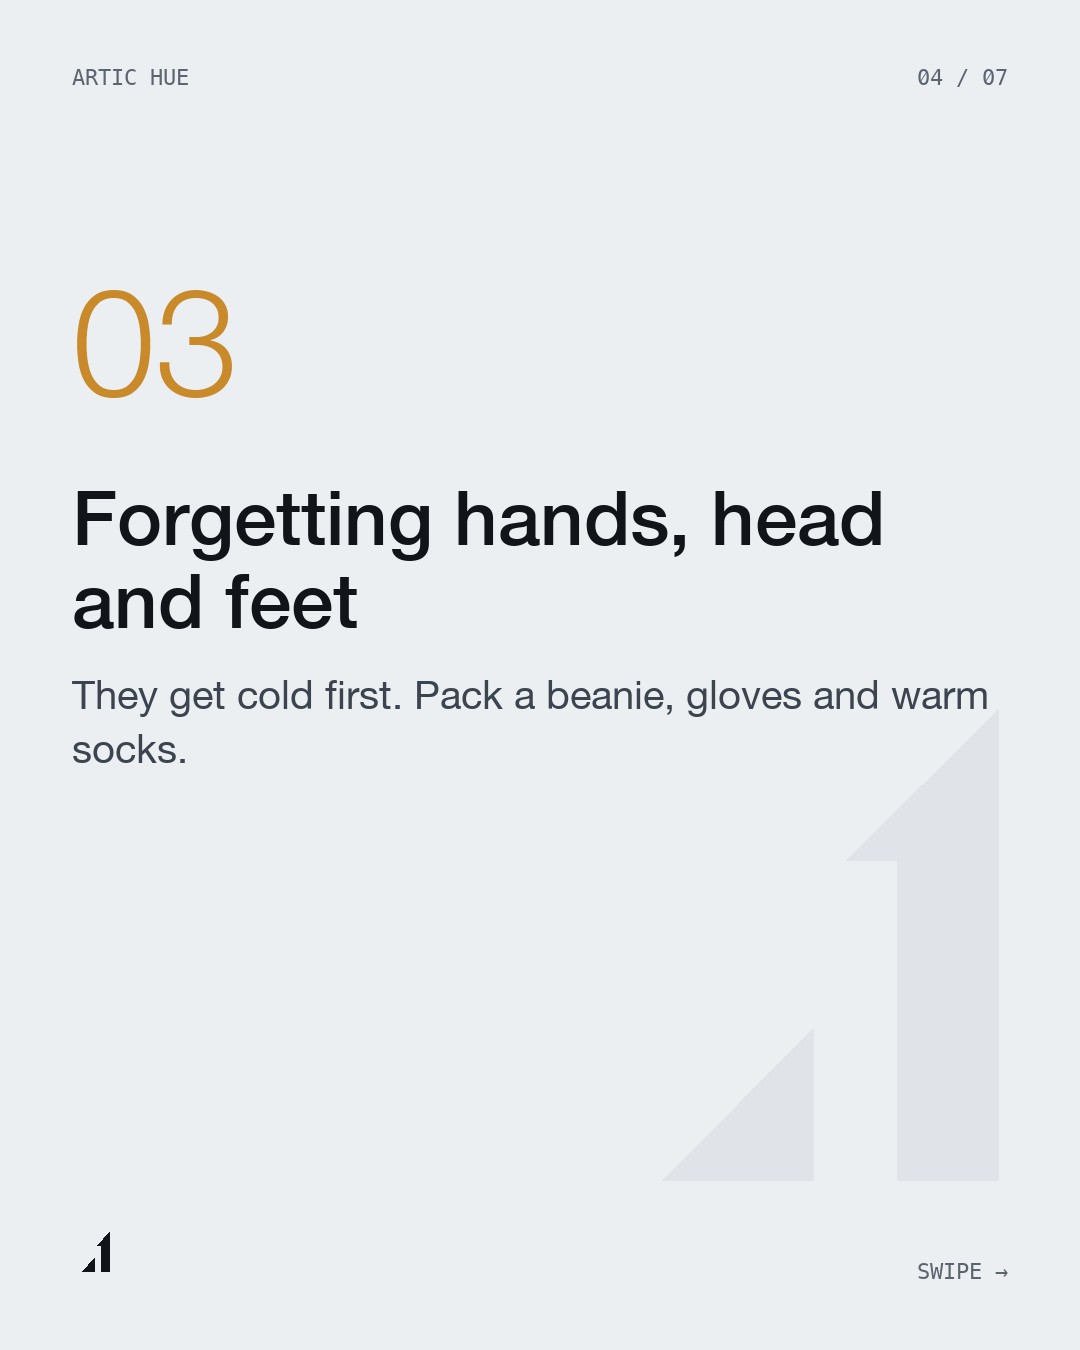 ARTIC HUE
04 / 07
03
Forgetting hands, head
and feet
They get cold first. Pack a beanie, gloves and warm
socks.
SWIPE →